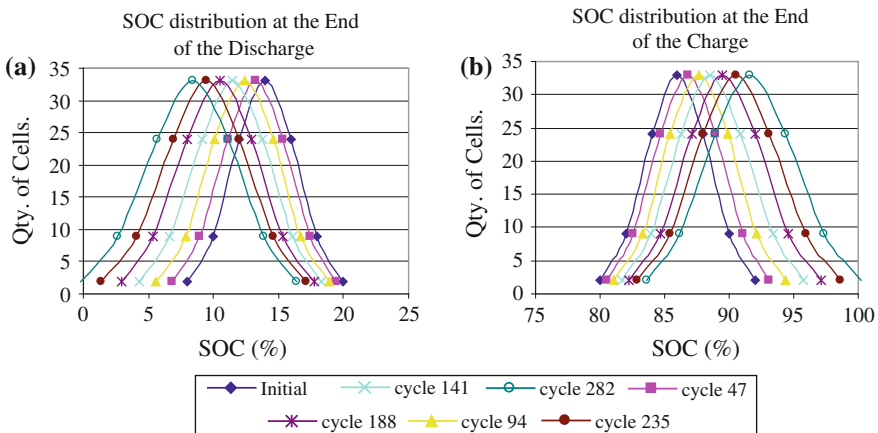 SOC distribution at the End
of the Discharge
(a)
Qty. of Cells.
35
30
25
20
15
10
5
0
0 5 10 15 20 25
SOC (%)
SOC distribution at the End
of the Charge
(b)
Qty. of Cells.
35
30
25
20
15
10
5
0
75 80 85 90 95 100
SOC (%)
Initial cycle 141 cycle 282 cycle 47
cycle 188 cycle 94 cycle 235